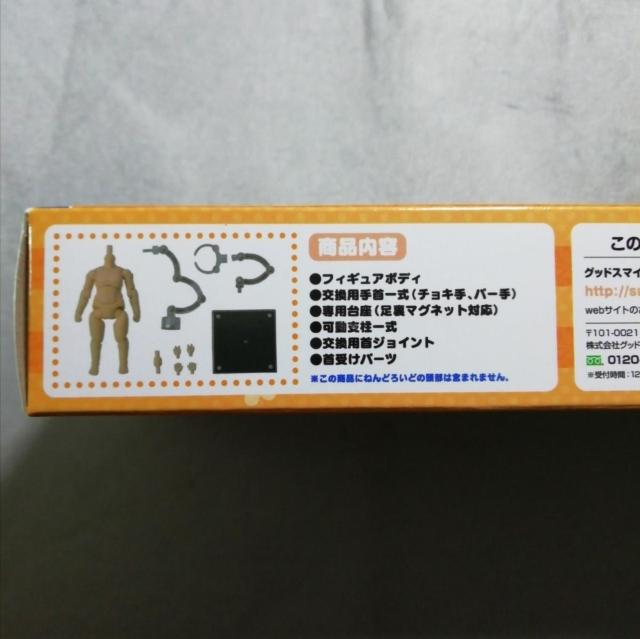 商品内容
●フィギュアボディ
●交換用手首一式(チョキ手、パー手)
●専用台座(足裏マグネット対応)
●可動支柱一式
●交換用首ジョイント
●首受けパーツ
※この商品にねんどろいどの頭部は含まれません。
この
グッドスマイ
http://su
webサイトのお
〒101-0021
株式会社グッド
0120
※受付時間:12